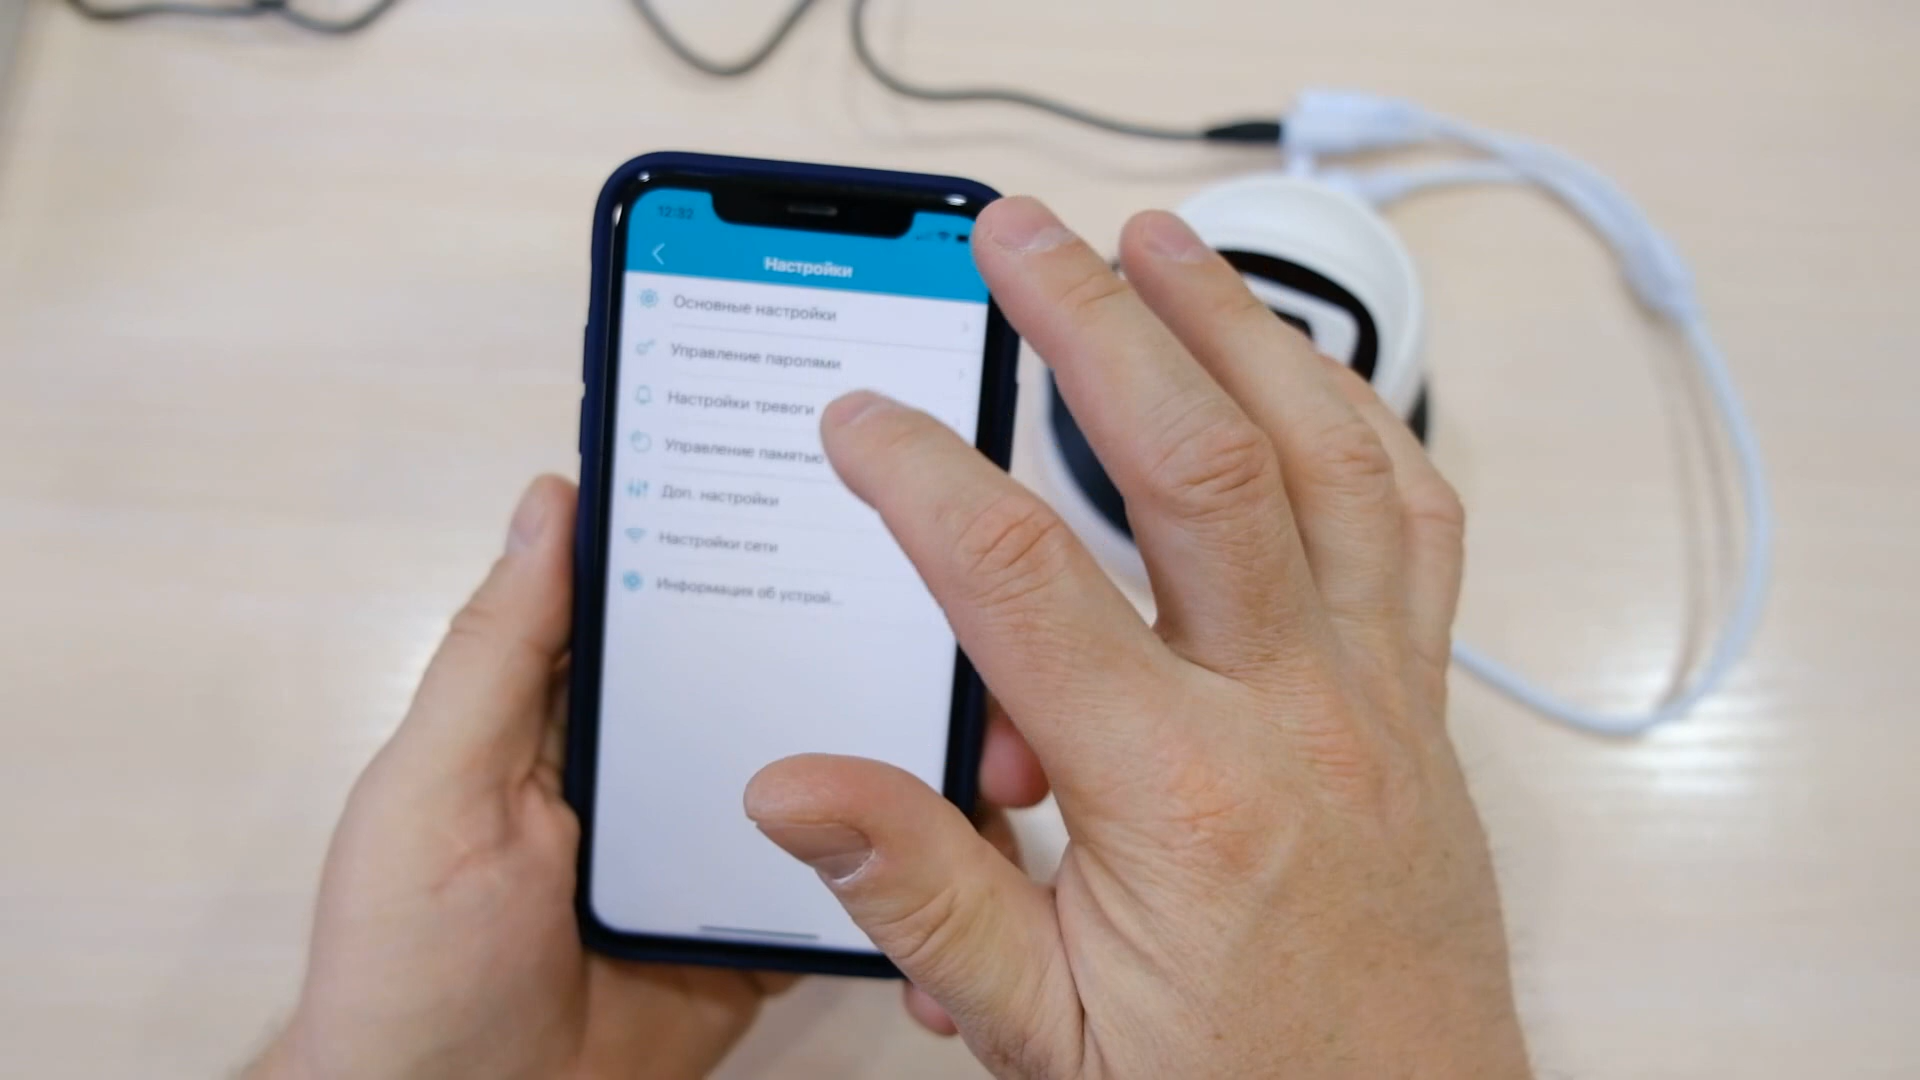 12:32
Настройки
Основные настройки
Управление паролями
Настройки тревоги
Управление памятью
Доп. настройки
Настройки сети
Информация об устрой...